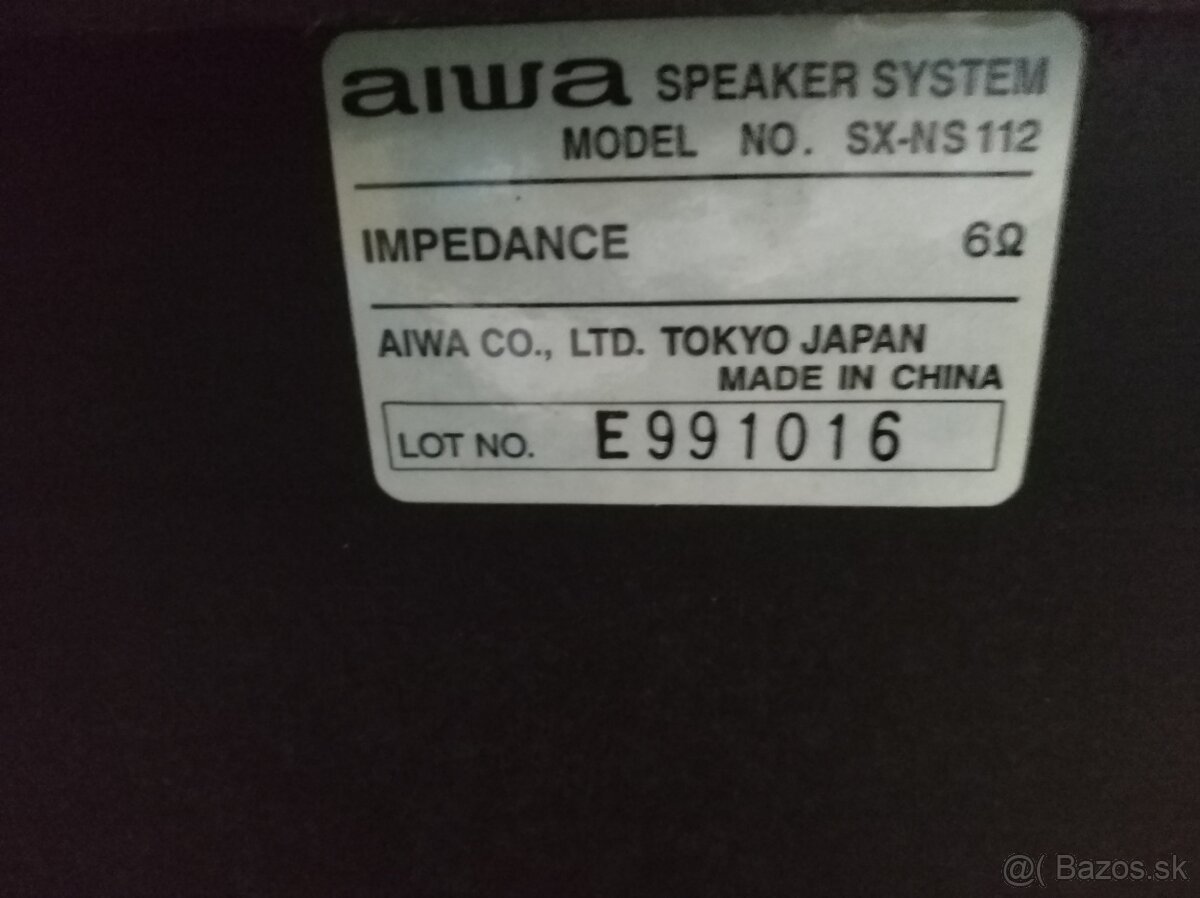 aiwa SPEAKER SYSTEM
MODEL NO. SX-NS112
IMPEDANCE 6Ω
AIWA CO., LTD. TOKYO JAPAN
MADE IN CHINA
LOT NO. E991016
@( Bazos.sk